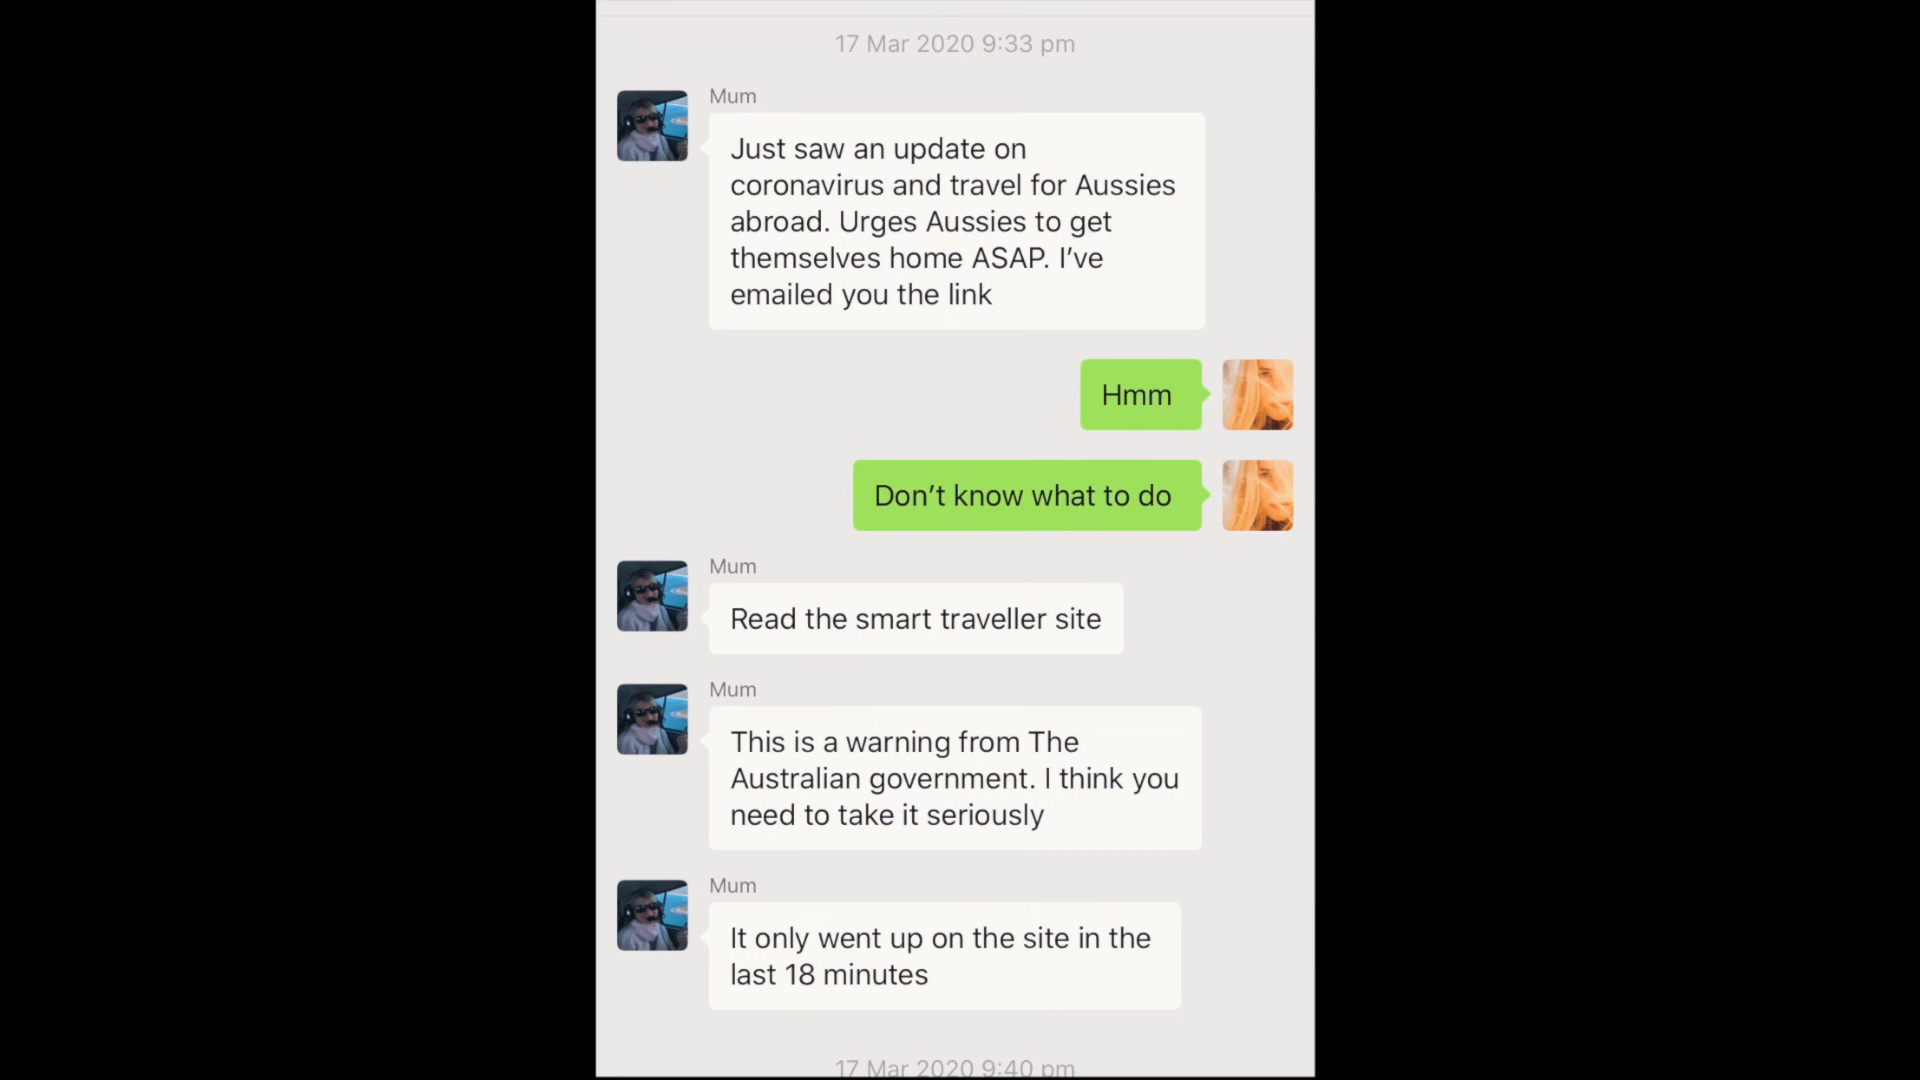 17 Mar 2020 9:33 pm
Mum
Just saw an update on
coronavirus and travel for Aussies
abroad. Urges Aussies to get
themselves home ASAP. I’ve
emailed you the link
Hmm
Don’t know what to do
Mum
Read the smart traveller site
Mum
This is a warning from The
Australian government. I think you
need to take it seriously
Mum
It only went up on the site in the
last 18 minutes
17 Mar 2020 9:40 pm